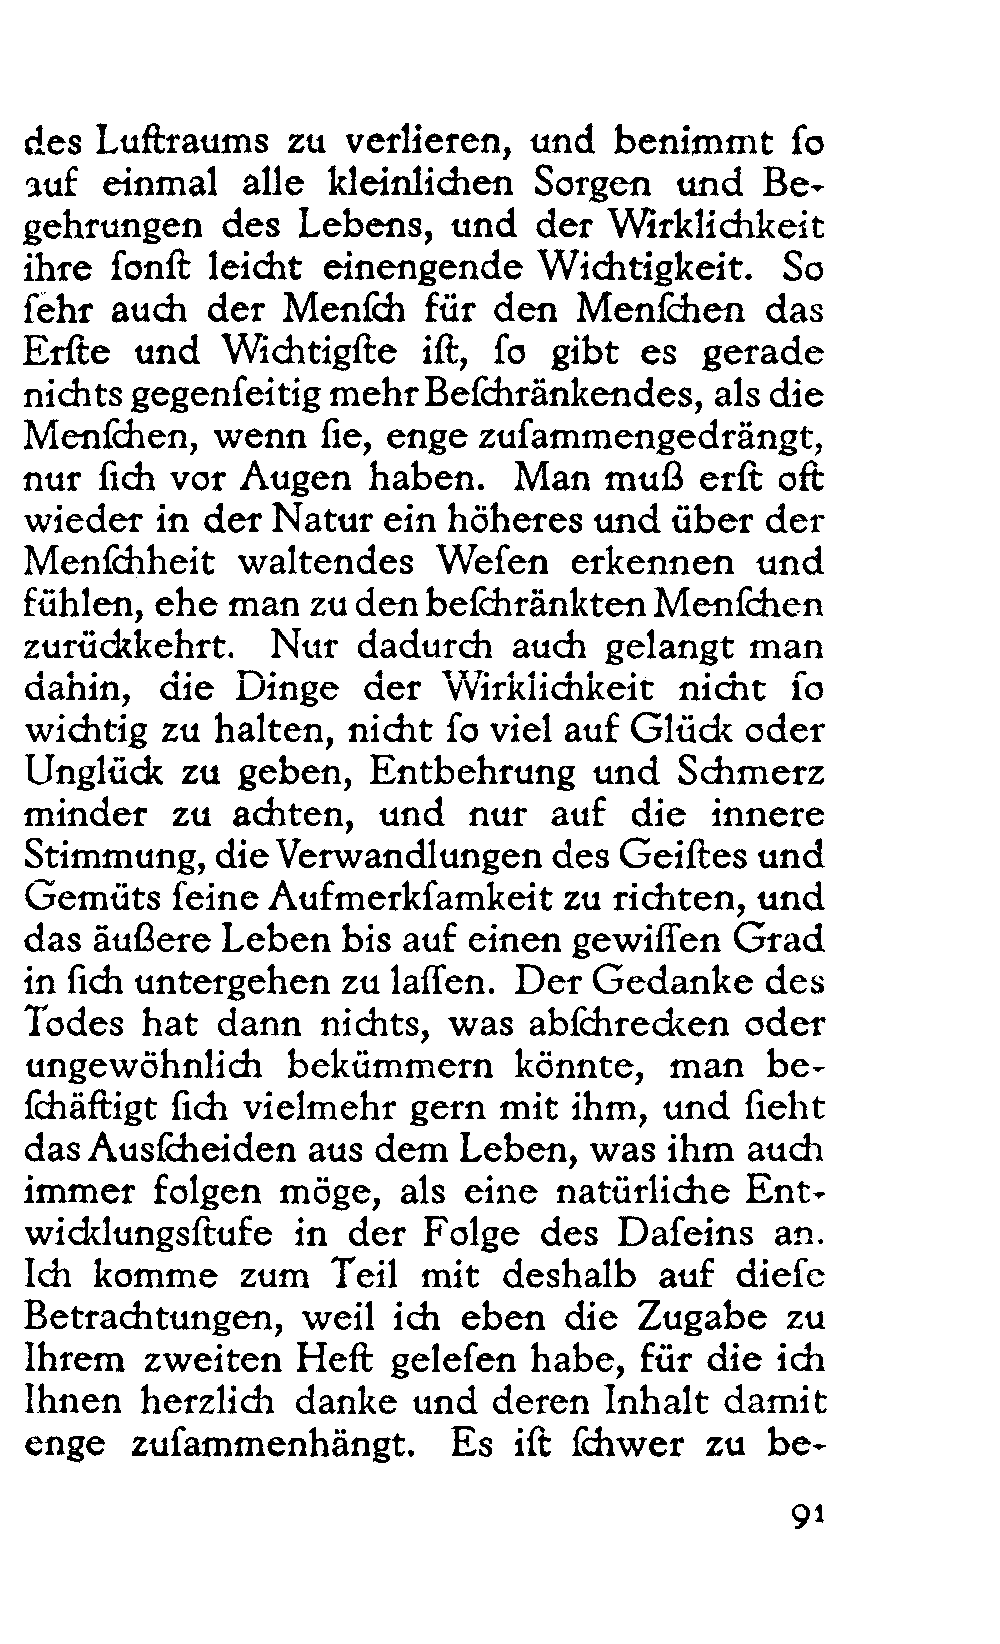 des Luftraums zu verlieren, und benimmt ſo
auf einmal alle kleinlichen Sorgen und Be-
gehrungen des Lebens, und der Wirklichkeit
ihre ſonſt leicht einengende Wichtigkeit. So
ſehr auch der Menſch für den Menſchen das
Erſte und Wichtigſte iſt, ſo gibt es gerade
nichts gegenſeitig mehr Beſchränkendes, als die
Menſchen, wenn ſie, enge zuſammengedrängt,
nur ſich vor Augen haben. Man muß erſt oft
wieder in der Natur ein höheres und über der
Menſchheit waltendes Weſen erkennen und
fühlen, ehe man zu den beſchränkten Menſchen
zurückkehrt. Nur dadurch auch gelangt man
dahin, die Dinge der Wirklichkeit nicht ſo
wichtig zu halten, nicht ſo viel auf Glück oder
Unglück zu geben, Entbehrung und Schmerz
minder zu achten, und nur auf die innere
Stimmung, die Verwandlungen des Geiſtes und
Gemüts ſeine Aufmerkſamkeit zu richten, und
das äußere Leben bis auf einen gewiſſen Grad
in ſich untergehen zu laſſen. Der Gedanke des
Todes hat dann nichts, was abſchrecken oder
ungewöhnlich bekümmern könnte, man be-
ſchäftigt ſich vielmehr gern mit ihm, und ſieht
das Ausſcheiden aus dem Leben, was ihm auch
immer folgen möge, als eine natürliche Ent-
wicklungsſtufe in der Folge des Daſeins an.
Ich komme zum Teil mit deshalb auf dieſe
Betrachtungen, weil ich eben die Zugabe zu
Ihrem zweiten Heft geleſen habe, für die ich
Ihnen herzlich danke und deren Inhalt damit
enge zuſammenhängt. Es iſt ſchwer zu be-
91